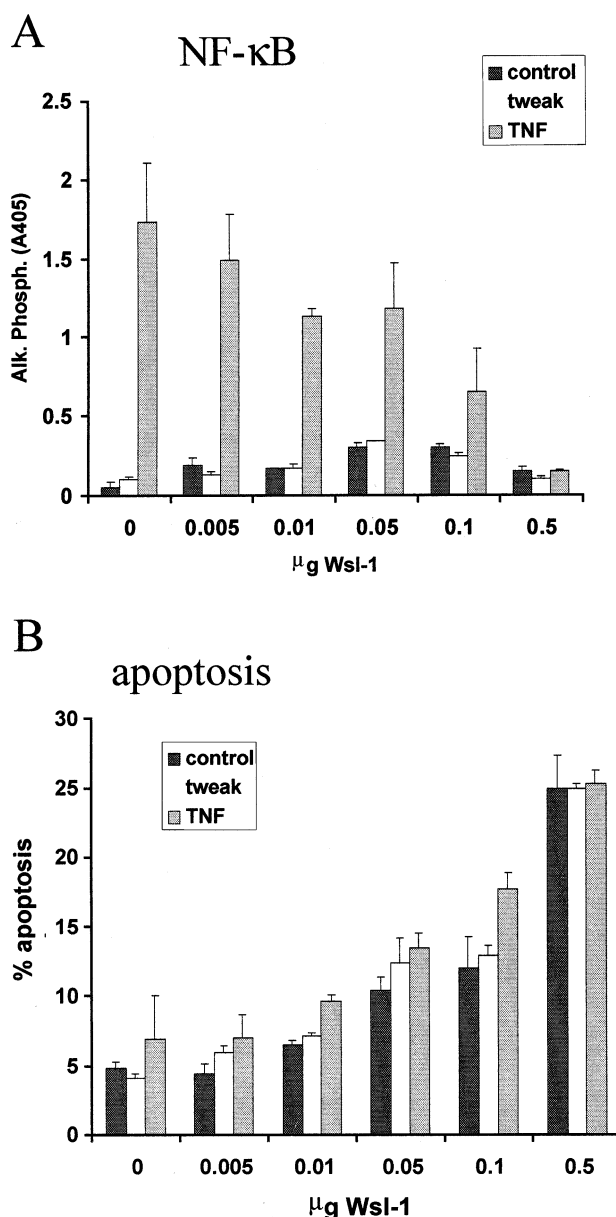 A
NF-κB
control
tweak
TNF
Alk. Phosph. (A405)
2.5
2
1.5
1
0.5
0
0 0.005 0.01 0.05 0.1 0.5
μg Wsl-1
B
apoptosis
control
tweak
TNF
% apoptosis
30
25
20
15
10
5
0
0 0.005 0.01 0.05 0.1 0.5
μg Wsl-1